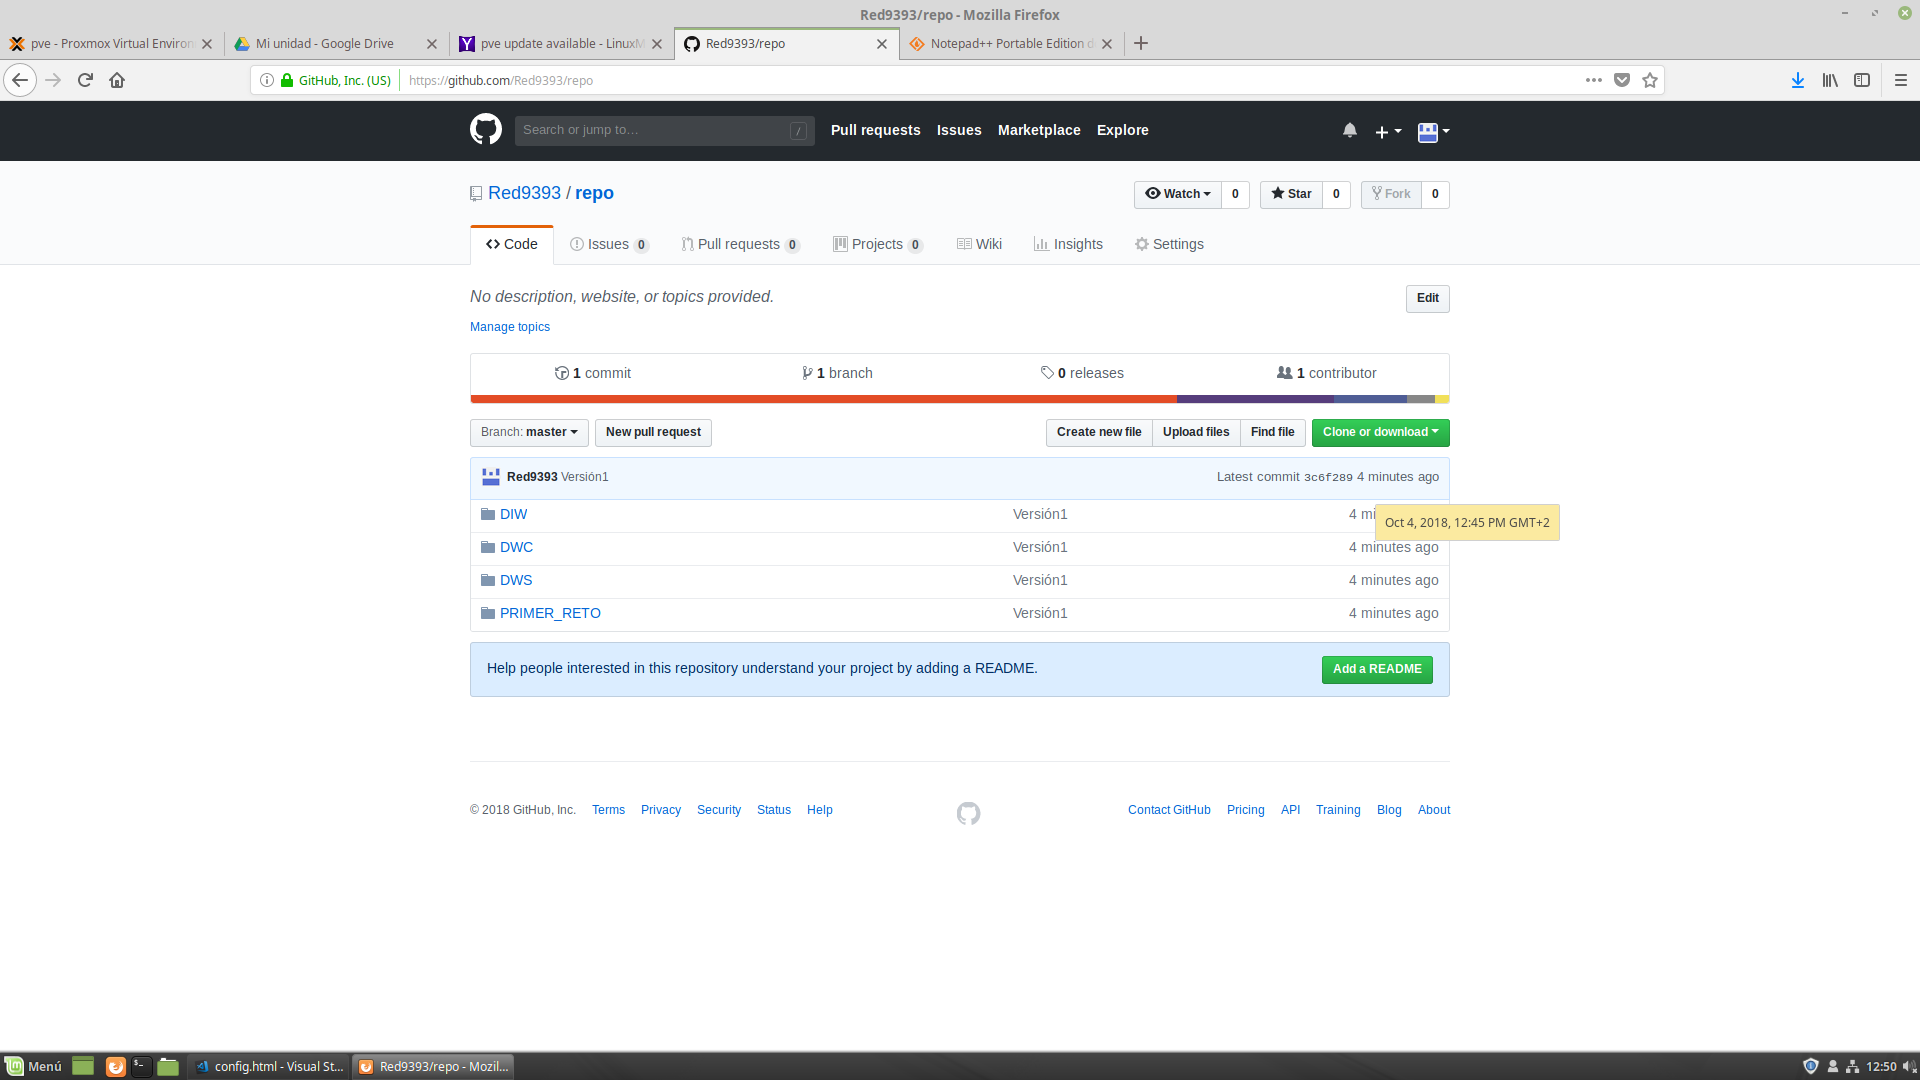 Red9393/repo - Mozilla Firefox
pve - Proxmox Virtual Environ
Mi unidad - Google Drive
pve update available - LinuxM
Red9393/repo
Notepad++ Portable Edition d
GitHub, Inc. (US)
https://github.com/Red9393/repo
Search or jump to…
/
Pull requests
Issues
Marketplace
Explore
Red9393 / repo
Watch 0
Star 0
Fork 0
Code
Issues 0
Pull requests 0
Projects 0
Wiki
Insights
Settings
No description, website, or topics provided.
Edit
Manage topics
1 commit
1 branch
0 releases
1 contributor
Branch: master
New pull request
Create new file
Upload files
Find file
Clone or download
Red9393 Versión1
Latest commit 3c6f289 4 minutes ago
DIW Versión1 4 mi
Oct 4, 2018, 12:45 PM GMT+2
DWC Versión1 4 minutes ago
DWS Versión1 4 minutes ago
PRIMER_RETO Versión1 4 minutes ago
Help people interested in this repository understand your project by adding a README.
Add a README
© 2018 GitHub, Inc.
Terms
Privacy
Security
Status
Help
Contact GitHub
Pricing
API
Training
Blog
About
Menú
config.html - Visual St...
Red9393/repo - Mozil...
12:50